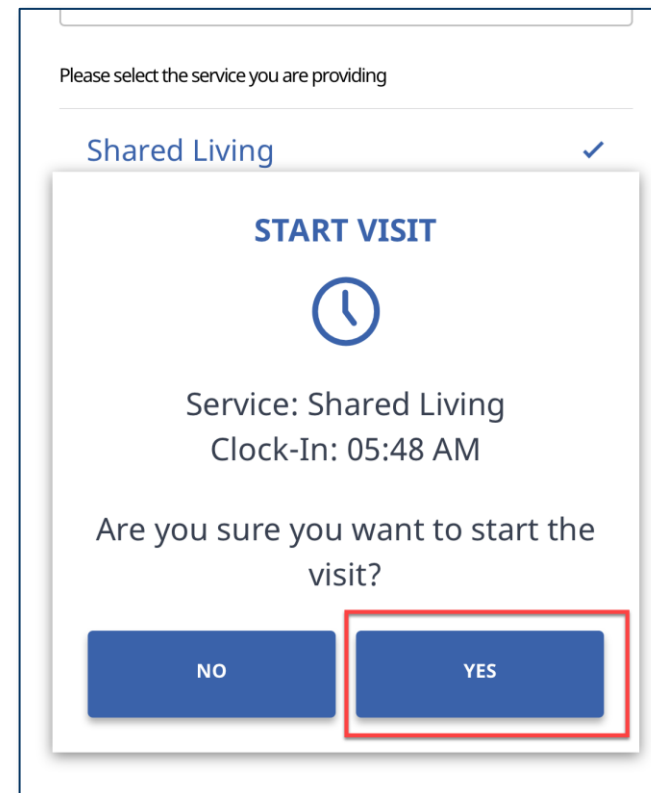 Please select the service you are providing
Shared Living
START VISIT
Service: Shared Living
Clock-In: 05:48 AM
Are you sure you want to start the
visit?
NO
YES